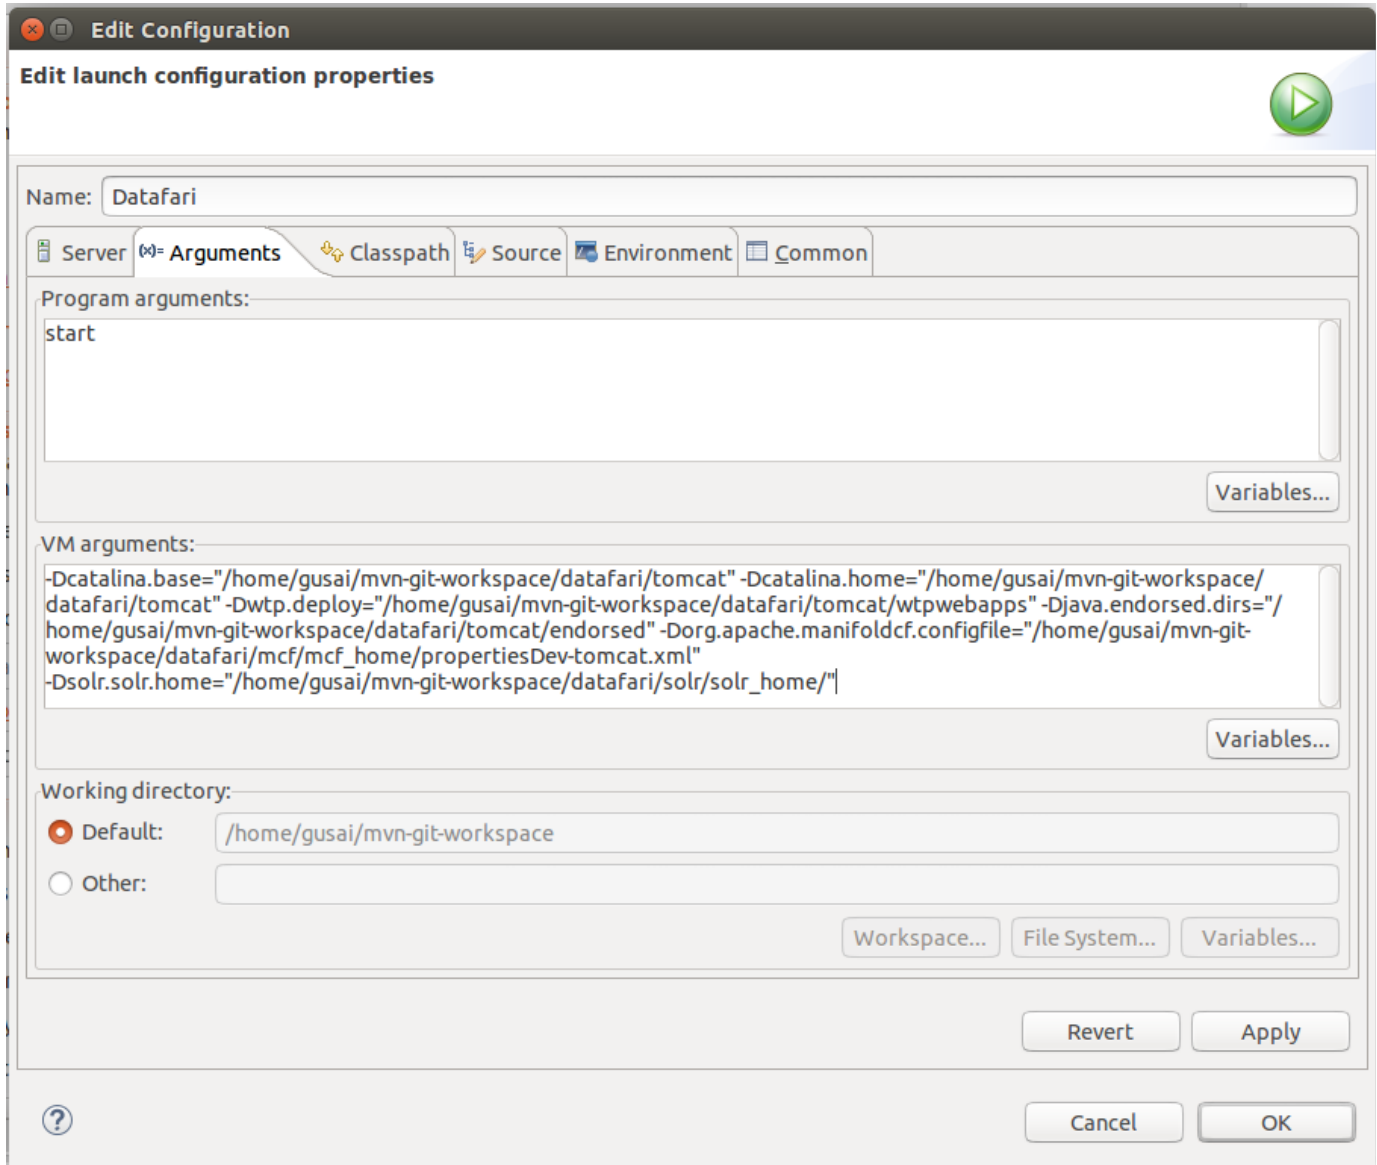 Edit Configuration
Edit launch configuration properties
Name: Datafari
Server (x)= Arguments Classpath Source Environment Common
Program arguments:
start
Variables...
VM arguments:
-Dcatalina.base="/home/gusai/mvn-git-workspace/datafari/tomcat" -Dcatalina.home="/home/gusai/mvn-git-workspace/
datafari/tomcat" -Dwtp.deploy="/home/gusai/mvn-git-workspace/datafari/tomcat/wtpwebapps" -Djava.endorsed.dirs="/
home/gusai/mvn-git-workspace/datafari/tomcat/endorsed" -Dorg.apache.manifoldcf.configfile="/home/gusai/mvn-git-
workspace/datafari/mcf/mcf_home/propertiesDev-tomcat.xml"
-Dsolr.solr.home="/home/gusai/mvn-git-workspace/datafari/solr/solr_home/"
Variables...
Working directory:
Default: /home/gusai/mvn-git-workspace
Other:
Workspace... File System... Variables...
Revert Apply
? Cancel OK